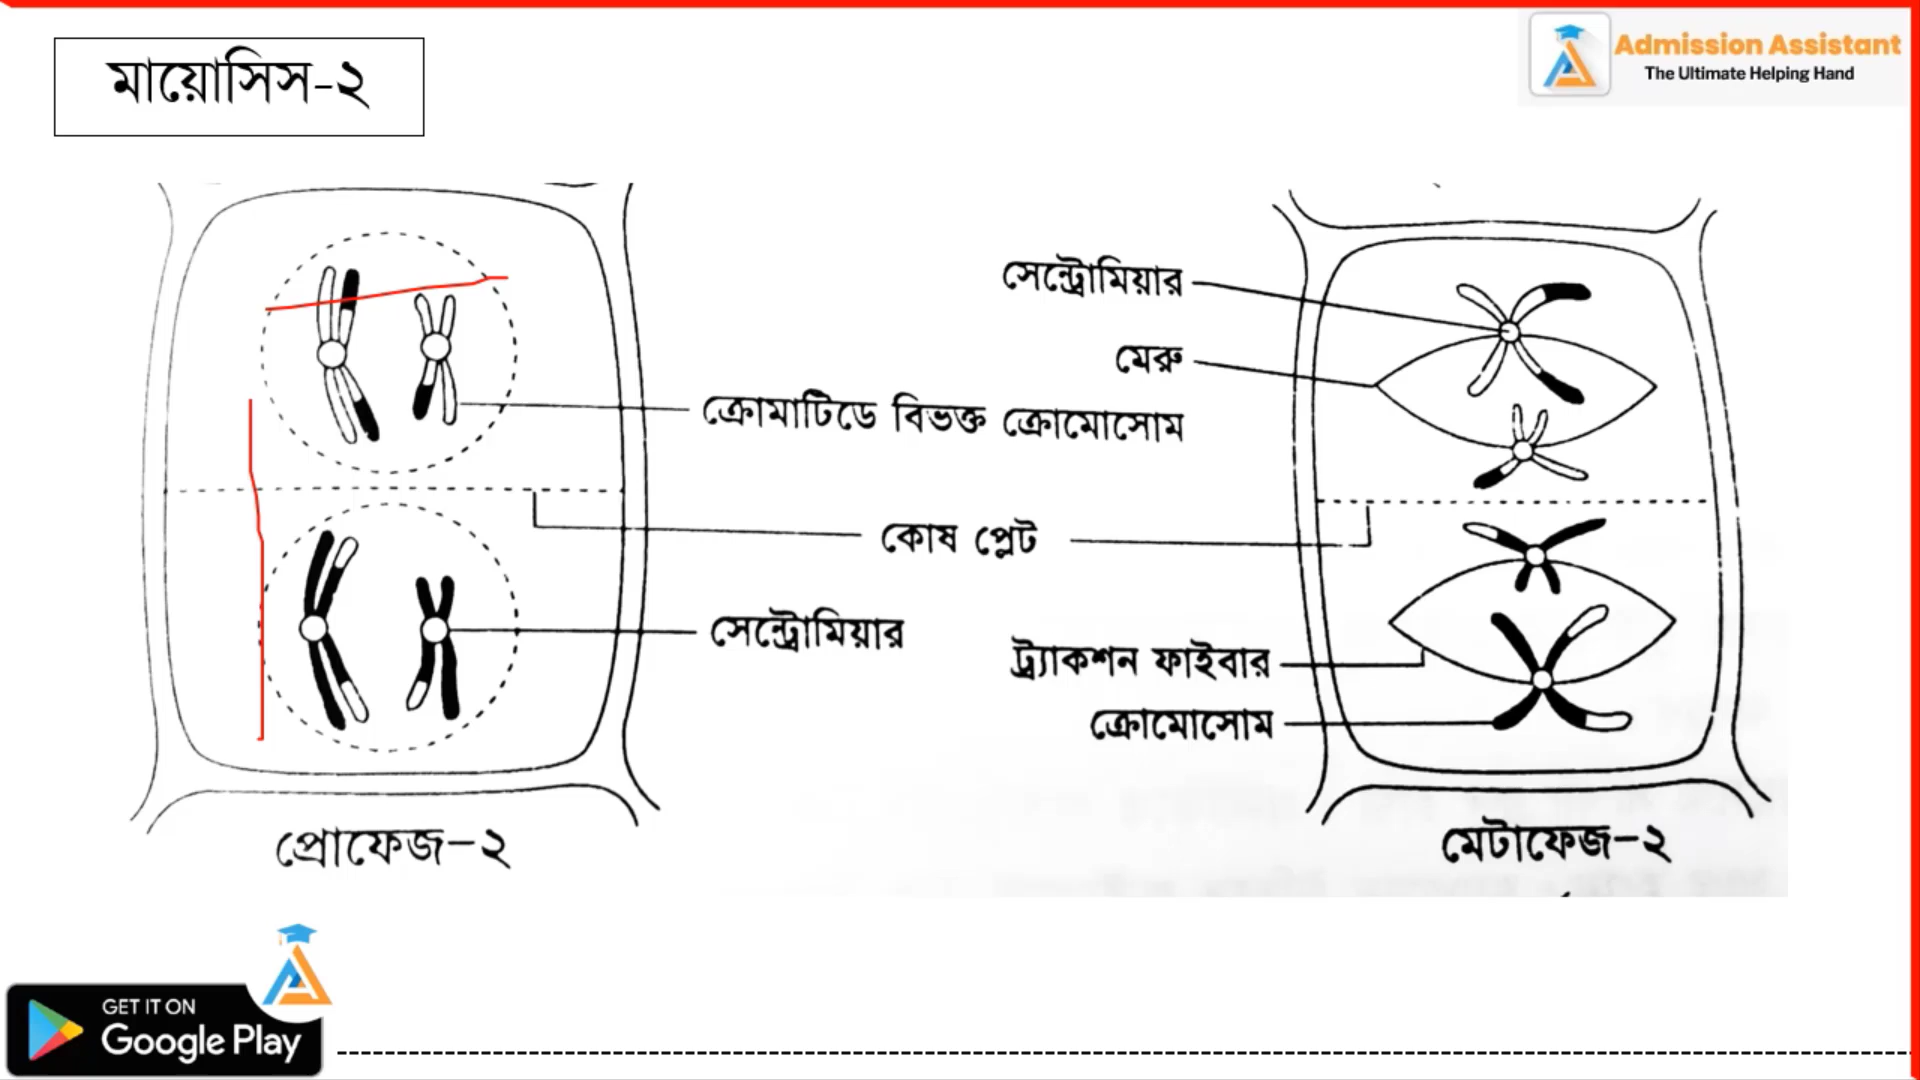 মায়োসিস-২
Admission Assistant
The Ultimate Helping Hand
সেন্ট্রোমিয়ার
মেরু
ক্রোমাটিডে বিভক্ত ক্রোমোসোম
কোষ প্লেট
সেন্ট্রোমিয়ার
ট্র্যাকশন ফাইবার
ক্রোমোসোম
প্রোফেজ-২
মেটাফেজ-২
GET IT ON
Google Play